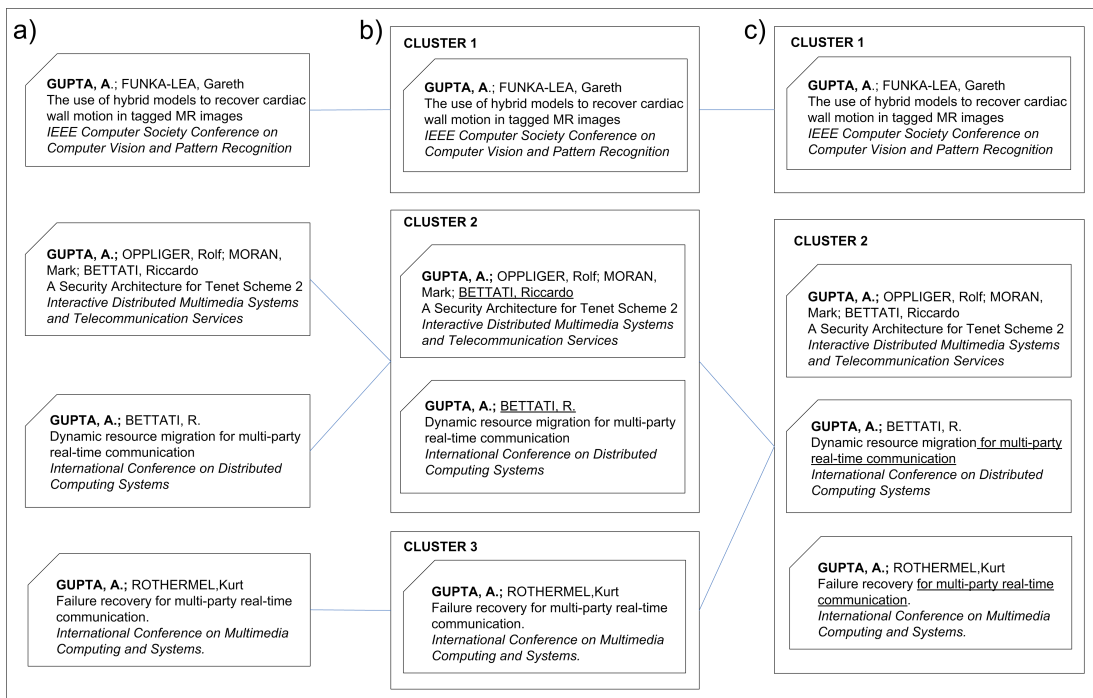 a)
GUPTA, A.; FUNKA-LEA, Gareth
The use of hybrid models to recover cardiac
wall motion in tagged MR images
IEEE Computer Society Conference on
Computer Vision and Pattern Recognition
GUPTA, A.; OPPLIGER, Rolf; MORAN,
Mark; BETTATI, Riccardo
A Security Architecture for Tenet Scheme 2
Interactive Distributed Multimedia Systems
and Telecommunication Services
GUPTA, A.; BETTATI, R.
Dynamic resource migration for multi-party
real-time communication
International Conference on Distributed
Computing Systems
GUPTA, A.; ROTHERMEL,Kurt
Failure recovery for multi-party real-time
communication.
International Conference on Multimedia
Computing and Systems.
b)
CLUSTER 1
GUPTA, A.; FUNKA-LEA, Gareth
The use of hybrid models to recover cardiac
wall motion in tagged MR images
IEEE Computer Society Conference on
Computer Vision and Pattern Recognition
CLUSTER 2
GUPTA, A.; OPPLIGER, Rolf; MORAN,
Mark; BETTATI, Riccardo
A Security Architecture for Tenet Scheme 2
Interactive Distributed Multimedia Systems
and Telecommunication Services
GUPTA, A.; BETTATI, R.
Dynamic resource migration for multi-party
real-time communication
International Conference on Distributed
Computing Systems
CLUSTER 3
GUPTA, A.; ROTHERMEL,Kurt
Failure recovery for multi-party real-time
communication.
International Conference on Multimedia
Computing and Systems.
c)
CLUSTER 1
GUPTA, A.; FUNKA-LEA, Gareth
The use of hybrid models to recover cardiac
wall motion in tagged MR images
IEEE Computer Society Conference on
Computer Vision and Pattern Recognition
CLUSTER 2
GUPTA, A.; OPPLIGER, Rolf; MORAN,
Mark; BETTATI, Riccardo
A Security Architecture for Tenet Scheme 2
Interactive Distributed Multimedia Systems
and Telecommunication Services
GUPTA, A.; BETTATI, R.
Dynamic resource migration for multi-party
real-time communication
International Conference on Distributed
Computing Systems
GUPTA, A.; ROTHERMEL,Kurt
Failure recovery for multi-party real-time
communication.
International Conference on Multimedia
Computing and Systems.